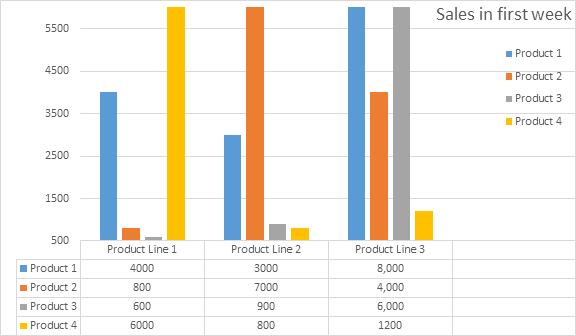 Sales in first week
5500
4500
3500
2500
1500
500
Product 1
Product 2
Product 3
Product 4
Product Line 1 Product Line 2 Product Line 3
Product 1 4000 3000 8,000
Product 2 800 7000 4,000
Product 3 600 900 6,000
Product 4 6000 800 1200